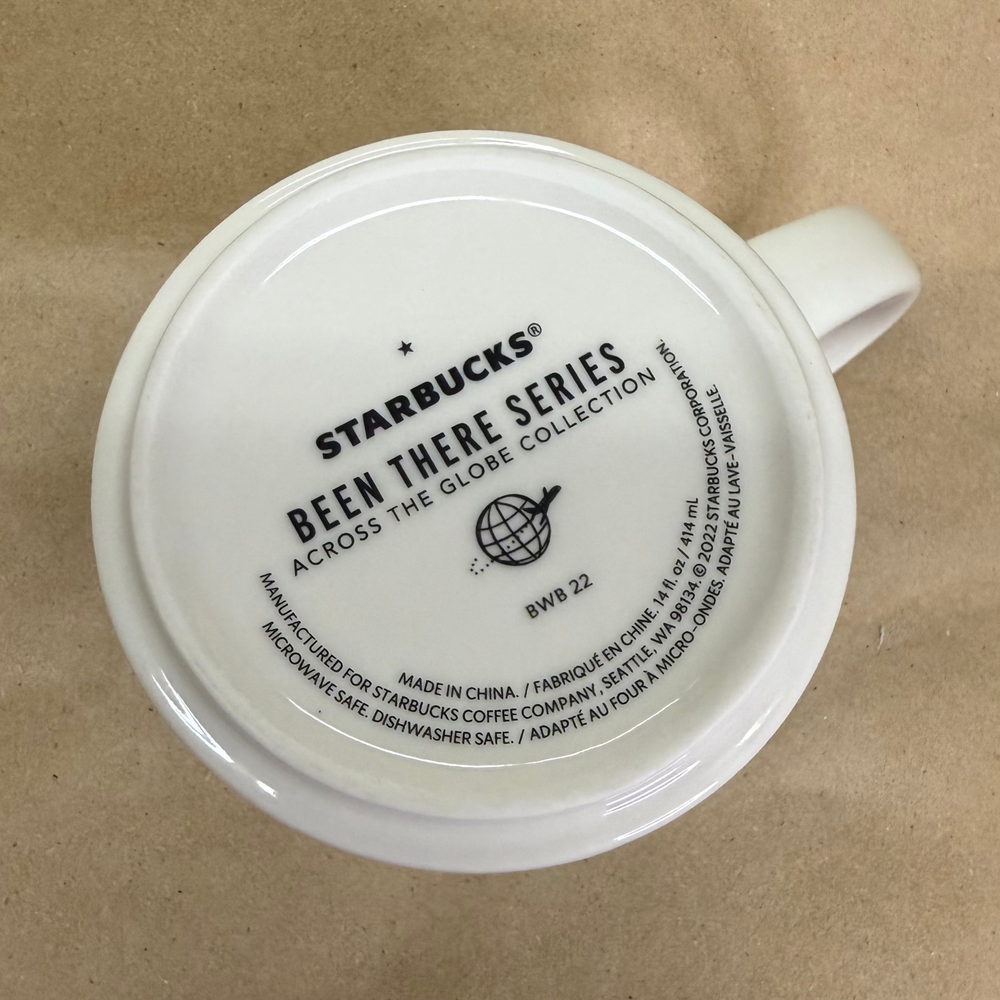 STARBUCKS®
BEEN THERE SERIES
ACROSS THE GLOBE COLLECTION
BWB 22
MADE IN CHINA. / FABRIQUÉ EN CHINE. 14 fl. oz / 414 mL
MANUFACTURED FOR STARBUCKS COFFEE COMPANY, SEATTLE, WA 98134. © 2022 STARBUCKS CORPORATION.
MICROWAVE SAFE. DISHWASHER SAFE. / ADAPTÉ AU FOUR À MICRO-ONDES. ADAPTÉ AU LAVE-VAISSELLE.